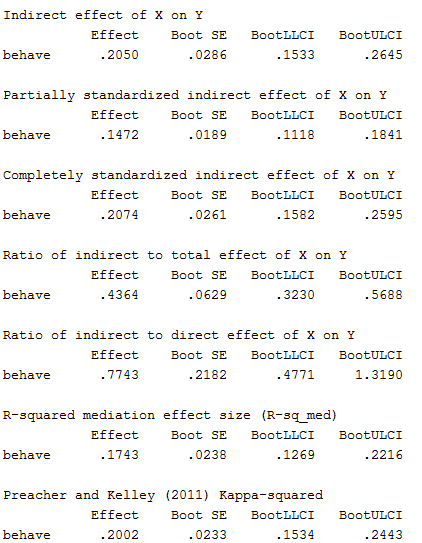 Indirect effect of X on Y
Effect Boot SE BootLLCI BootULCI
behave .2050 .0286 .1533 .2645
Partially standardized indirect effect of X on Y
Effect Boot SE BootLLCI BootULCI
behave .1472 .0189 .1118 .1841
Completely standardized indirect effect of X on Y
Effect Boot SE BootLLCI BootULCI
behave .2074 .0261 .1582 .2595
Ratio of indirect to total effect of X on Y
Effect Boot SE BootLLCI BootULCI
behave .4364 .0629 .3230 .5688
Ratio of indirect to direct effect of X on Y
Effect Boot SE BootLLCI BootULCI
behave .7743 .2182 .4771 1.3190
R-squared mediation effect size (R-sq_med)
Effect Boot SE BootLLCI BootULCI
behave .1743 .0238 .1269 .2216
Preacher and Kelley (2011) Kappa-squared
Effect Boot SE BootLLCI BootULCI
behave .2002 .0233 .1534 .2443